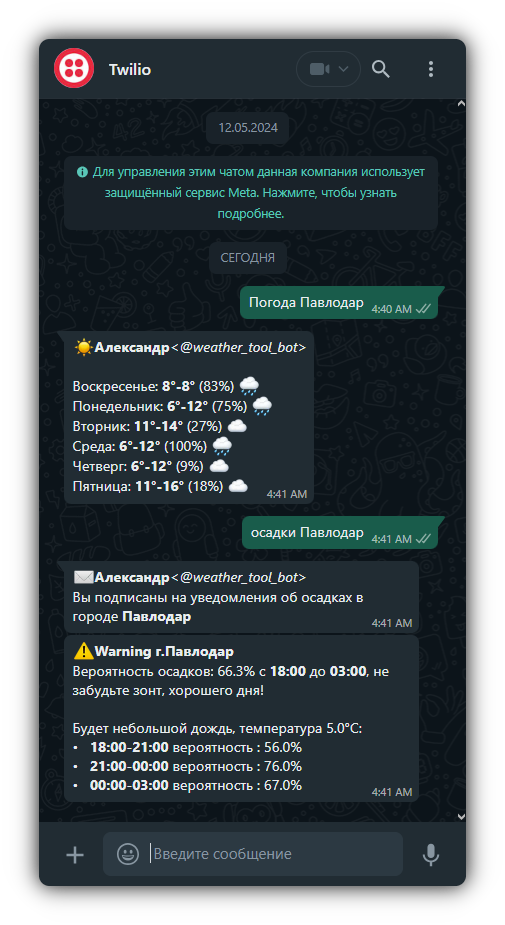 Twilio
12.05.2024
Для управления этим чатом данная компания использует
защищённый сервис Meta. Нажмите, чтобы узнать
подробнее.
СЕГОДНЯ
Погода Павлодар 4:40 AM
Александр<@weather_tool_bot>
Воскресенье: 8°-8° (83%)
Понедельник: 6°-12° (75%)
Вторник: 11°-14° (27%)
Среда: 6°-12° (100%)
Четверг: 6°-12° (9%)
Пятница: 11°-16° (18%)
4:41 AM
осадки Павлодар 4:41 AM
Александр<@weather_tool_bot>
Вы подписаны на уведомления об осадках в
городе Павлодар
4:41 AM
Warning г.Павлодар
Вероятность осадков: 66.3% с 18:00 до 03:00, не
забудьте зонт, хорошего дня!
Будет небольшой дождь, температура 5.0°C:
• 18:00-21:00 вероятность : 56.0%
• 21:00-00:00 вероятность : 76.0%
• 00:00-03:00 вероятность : 67.0%
4:41 AM
Введите сообщение